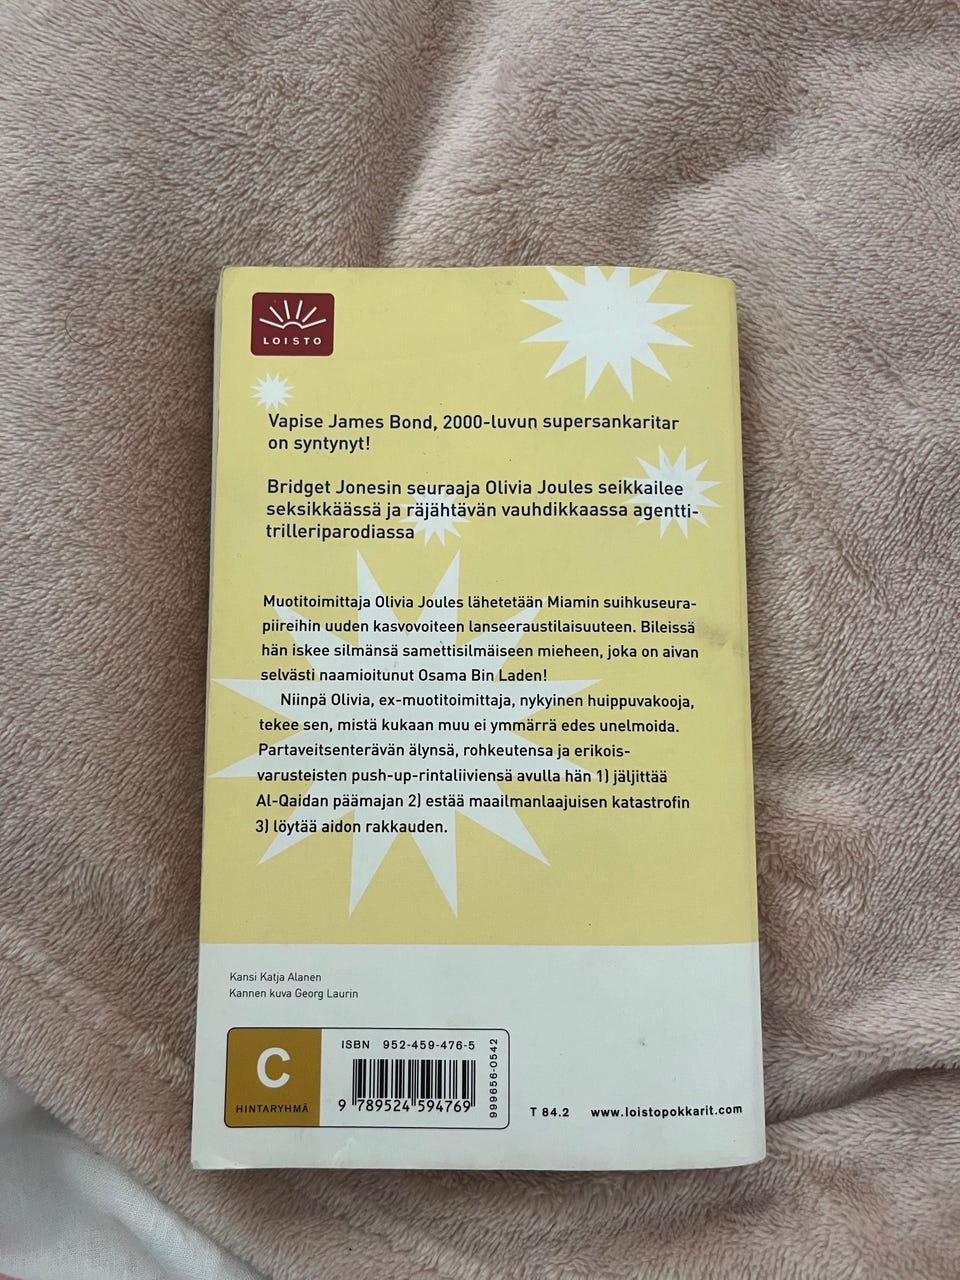 LOISTO
Vapise James Bond, 2000-luvun supersankaritar
on syntynyt!
Bridget Jonesin seuraaja Olivia Joules seikkailee
seksikkäässä ja räjähtävän vauhdikkaassa agentti-
trilleriparodiassa
Muotitoimittaja Olivia Joules lähetetään Miamin suihkuseura-
piireihin uuden kasvovoiteen lanseeraustilaisuuteen. Bileissä
hän iskee silmänsä samettisilmäiseen mieheen, joka on aivan
selvästi naamioitunut Osama Bin Laden!
Niinpä Olivia, ex-muotitoimittaja, nykyinen huippuvakooja,
tekee sen, mistä kukaan muu ei ymmärrä edes unelmoida.
Partaveitsenterävän älynsä, rohkeutensa ja erikois-
varusteisten push-up-rintaliiviensä avulla hän 1) jäljittää
Al-Qaidan päämajan 2) estää maailmanlaajuisen katastrofin
3) löytää aidon rakkauden.
Kansi Katja Alanen
Kannen kuva Georg Laurin
C
HINTARYHMÄ
ISBN 952-459-476-5
9 789524 594769
999656-0542
T 84.2 www.loistopokkarit.com